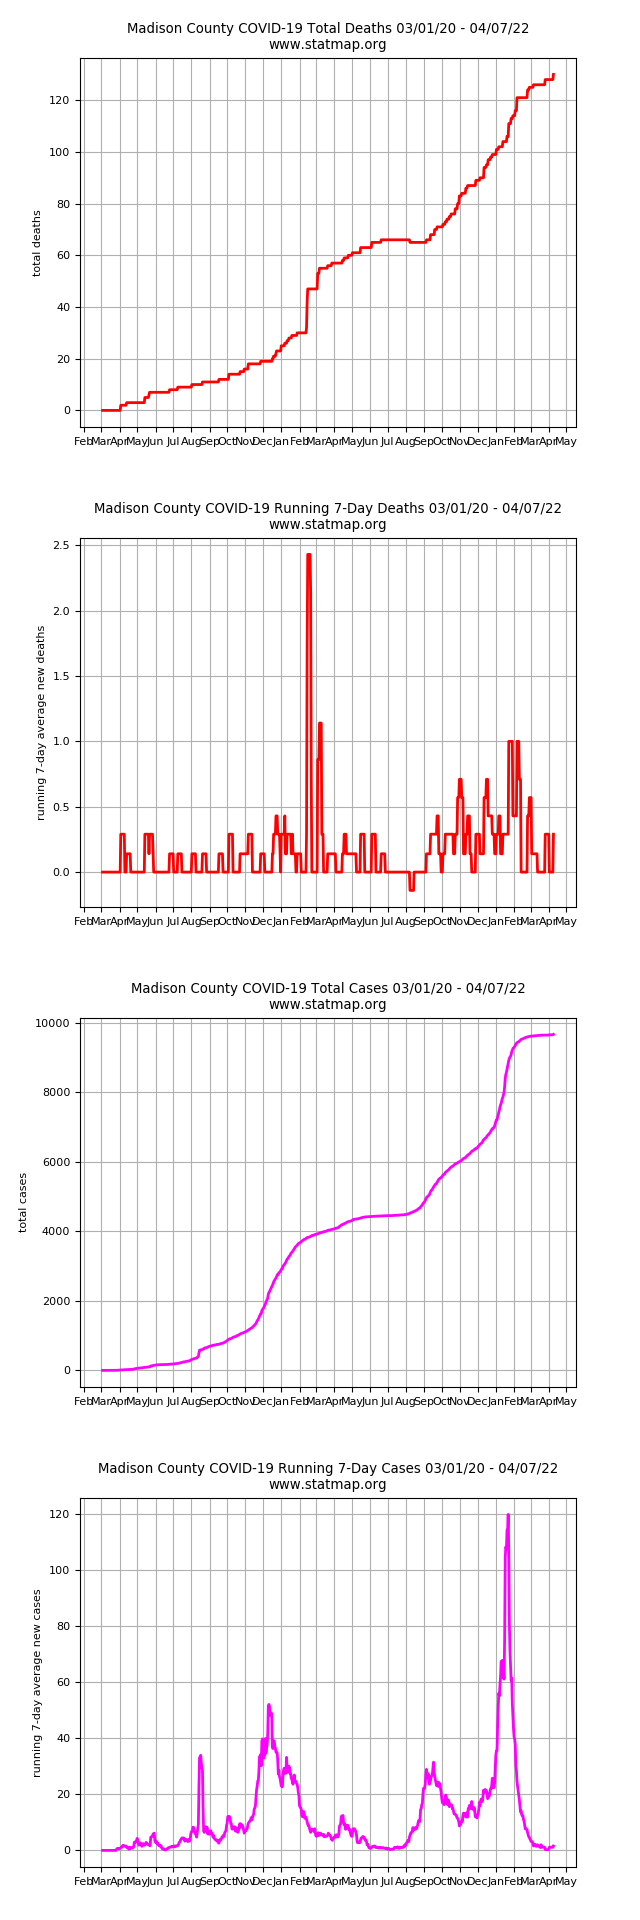 Madison County COVID-19 Total Deaths 03/01/20 - 04/07/22
www.statmap.org
total deaths
120
100
80
60
40
20
0
Feb Mar Apr May Jun Jul Aug Sep Oct Nov Dec Jan Feb Mar Apr May Jun Jul Aug Sep Oct Nov Dec Jan Feb Mar Apr May
Madison County COVID-19 Running 7-Day Deaths 03/01/20 - 04/07/22
www.statmap.org
running 7-day average new deaths
2.5
2.0
1.5
1.0
0.5
0.0
Feb Mar Apr May Jun Jul Aug Sep Oct Nov Dec Jan Feb Mar Apr May Jun Jul Aug Sep Oct Nov Dec Jan Feb Mar Apr May
Madison County COVID-19 Total Cases 03/01/20 - 04/07/22
www.statmap.org
total cases
10000
8000
6000
4000
2000
0
Feb Mar Apr May Jun Jul Aug Sep Oct Nov Dec Jan Feb Mar Apr May Jun Jul Aug Sep Oct Nov Dec Jan Feb Mar Apr May
Madison County COVID-19 Running 7-Day Cases 03/01/20 - 04/07/22
www.statmap.org
running 7-day average new cases
120
100
80
60
40
20
0
Feb Mar Apr May Jun Jul Aug Sep Oct Nov Dec Jan Feb Mar Apr May Jun Jul Aug Sep Oct Nov Dec Jan Feb Mar Apr May